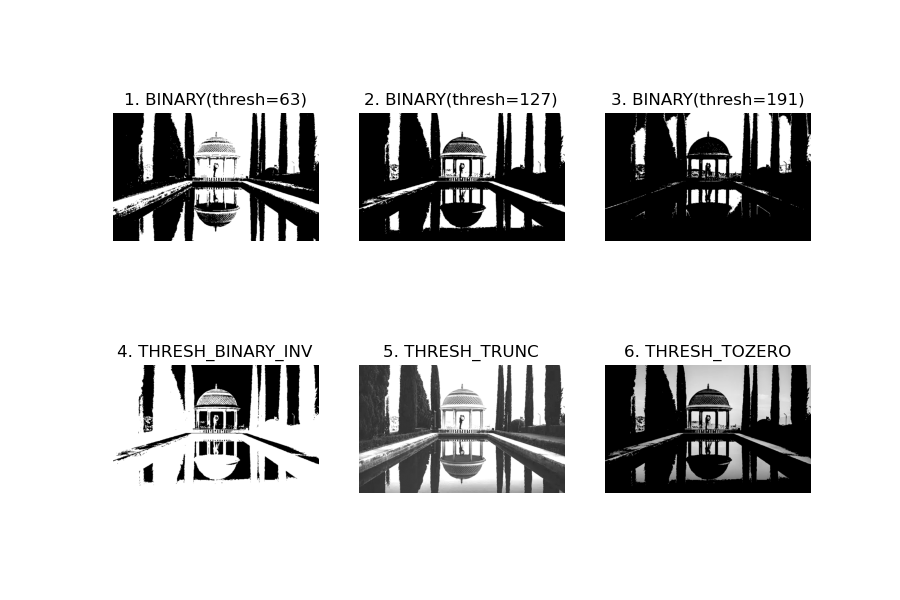 1. BINARY(thresh=63)
2. BINARY(thresh=127)
3. BINARY(thresh=191)
4. THRESH_BINARY_INV
5. THRESH_TRUNC
6. THRESH_TOZERO